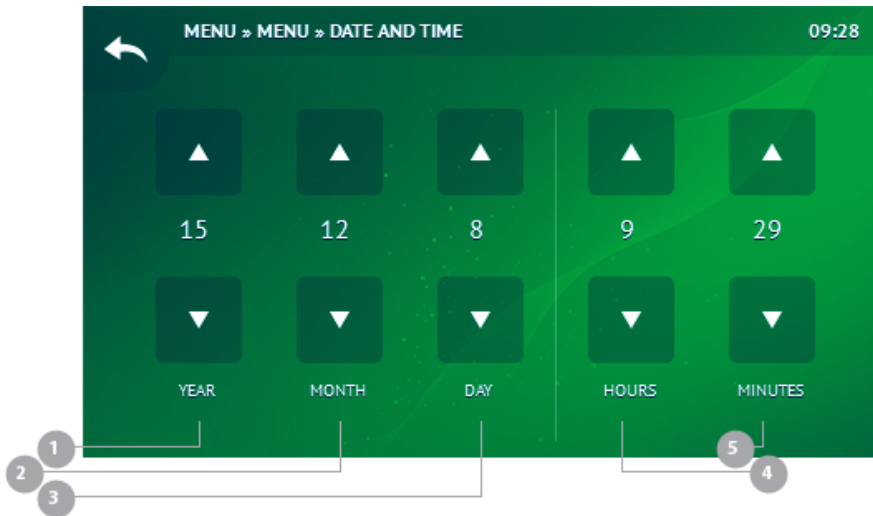 MENU » MENU » DATE AND TIME 09:28
15 12 8 9 29
YEAR MONTH DAY HOURS MINUTES
1 5
2 4
3